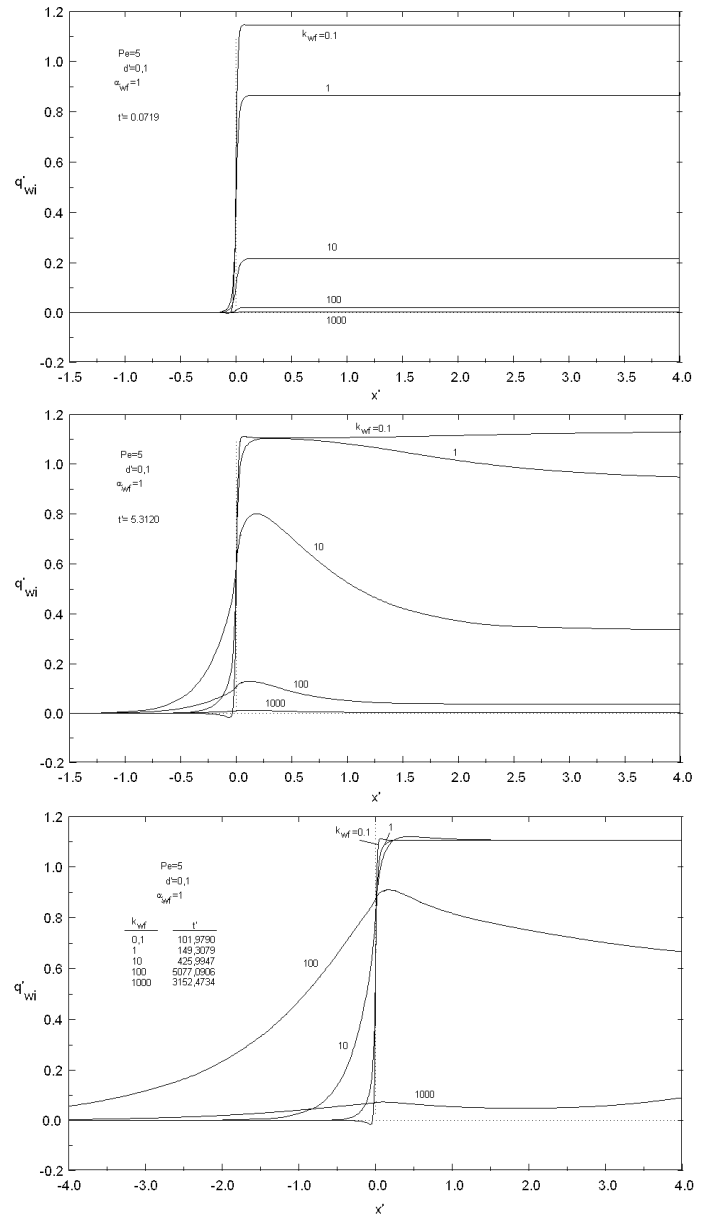 1.2
1.0
0.8
0.6
0.4
0.2
0.0
-0.2
q'wi
Pe=5
d'=0,1
αwf=1
t'= 0.0719
kwf=0.1
1
10
100
1000
-1.5 -1.0 -0.5 0.0 0.5 1.0 1.5 2.0 2.5 3.0 3.5 4.0
x'
1.2
1.0
0.8
0.6
0.4
0.2
0.0
-0.2
q'wi
Pe=5
d'=0,1
αwf=1
t'= 5.3120
kwf=0.1
1
10
100
1000
-1.5 -1.0 -0.5 0.0 0.5 1.0 1.5 2.0 2.5 3.0 3.5 4.0
x'
1.2
1.0
0.8
0.6
0.4
0.2
0.0
-0.2
q'wi
Pe=5
d'=0,1
αwf=1
kwf t'
0,1 101,9790
1 149,3079
10 425,9947
100 5077,0906
1000 3152,4734
kwf=0.1
1
100
10
1000
-4.0 -3.0 -2.0 -1.0 0.0 1.0 2.0 3.0 4.0
x'